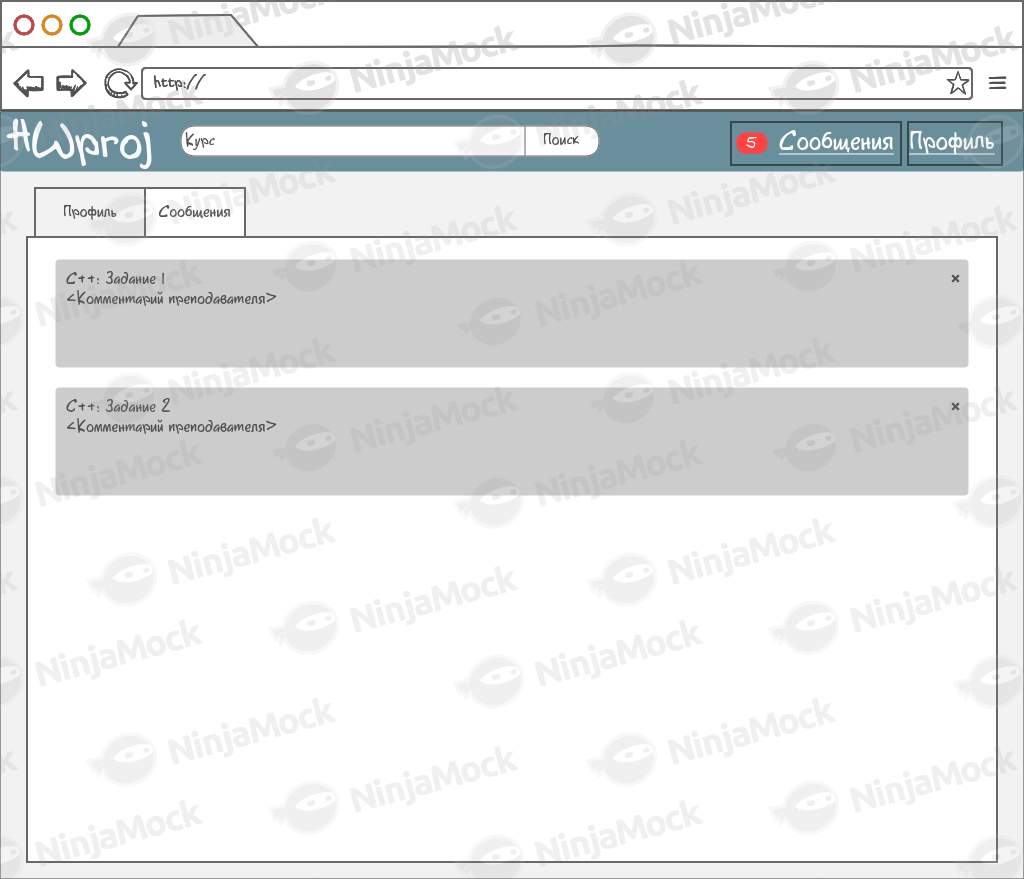 http://
HWproj
Курс
Поиск
5
Сообщения
Профиль
Профиль
Сообщения
C++: Задание 1
×
<Комментарий преподавателя>
C++: Задание 2
×
<Комментарий преподавателя>
NinjaMock